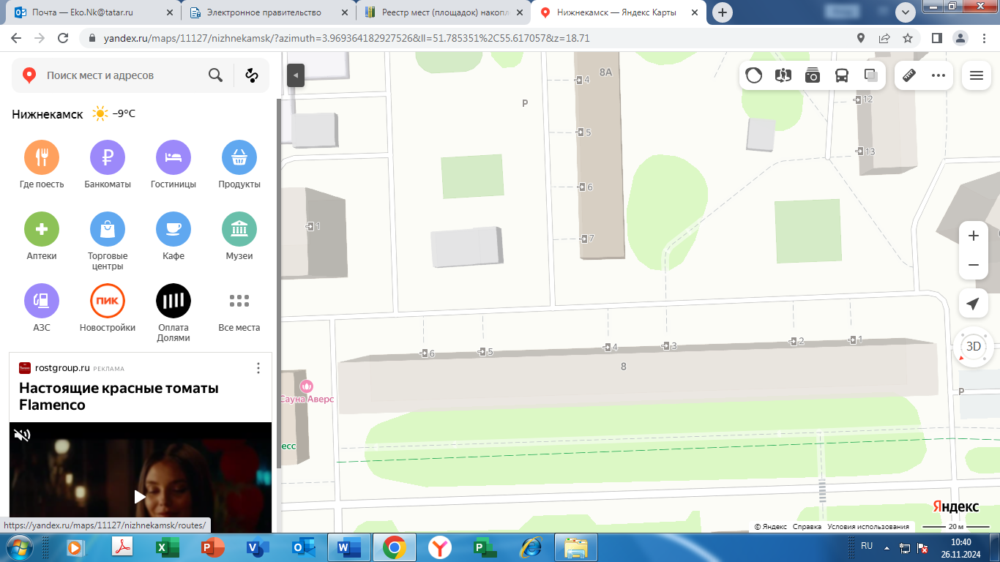 Почта — Eko.Nk@tatar.ru
Электронное правительство
Реестр мест (площадок) накопл
Нижнекамск — Яндекс Карты
yandex.ru/maps/11127/nizhnekamsk/?azimuth=3.969364182927526&ll=51.785351%2C55.617057&z=18.71
Поиск мест и адресов
Нижнекамск
−9°C
Где поесть
Банкоматы
Гостиницы
Продукты
Аптеки
Торговые центры
Кафе
Музеи
АЗС
ПИК
Новостройки
Оплата Долями
Все места
rostgroup.ru РЕКЛАМА
Настоящие красные томаты
Flamenco
https://yandex.ru/maps/11127/nizhnekamsk/routes/
8А
4
P
5
6
7
12
13
1
6
5
4
3
2
1
8
Сауна Аверс
есс
P
3D
Яндекс
© Яндекс Справка Условия использования
20 м
RU
10:40
26.11.2024